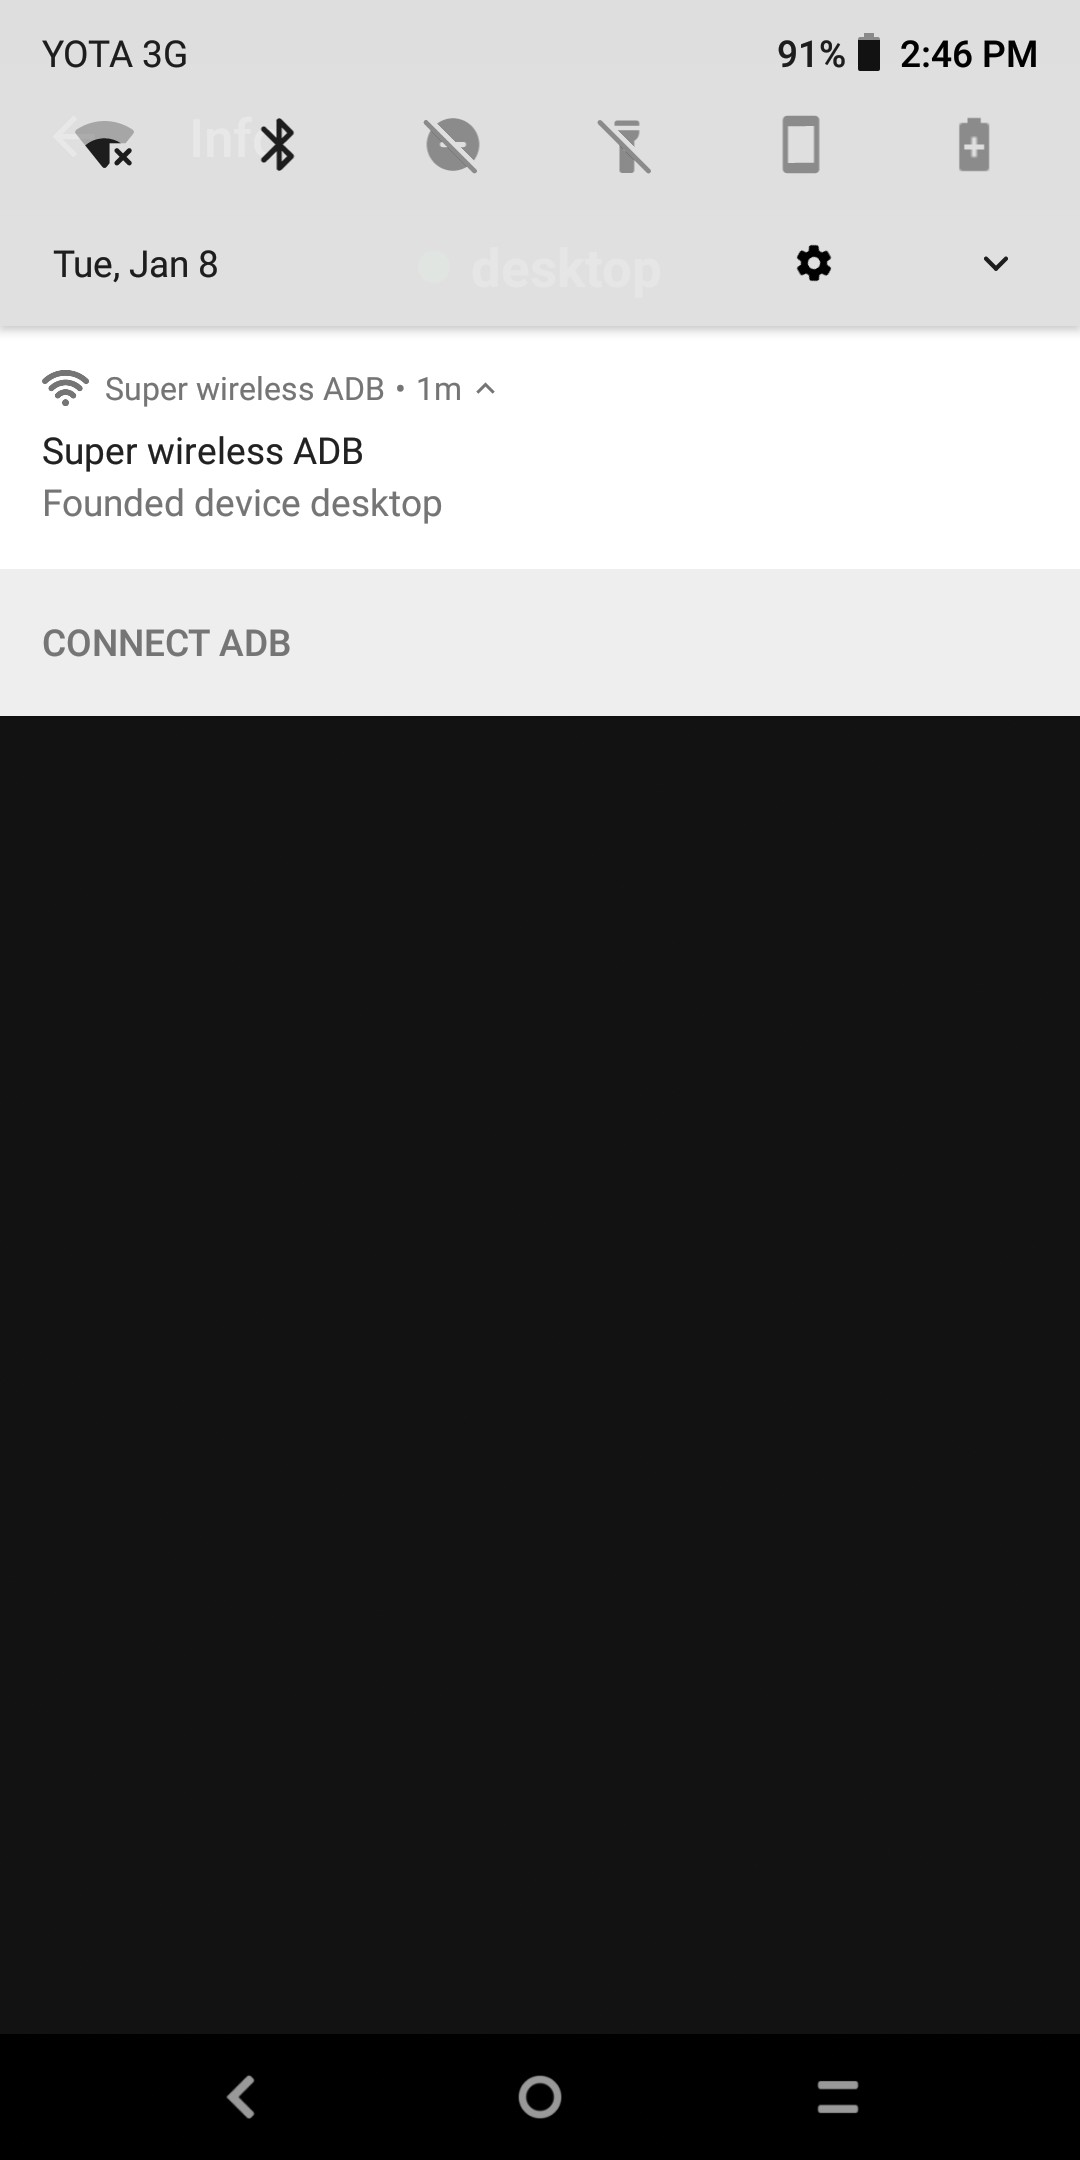 YOTA 3G
91% 2:46 PM
Info
Tue, Jan 8
desktop
Super wireless ADB • 1m
Super wireless ADB
Founded device desktop
CONNECT ADB